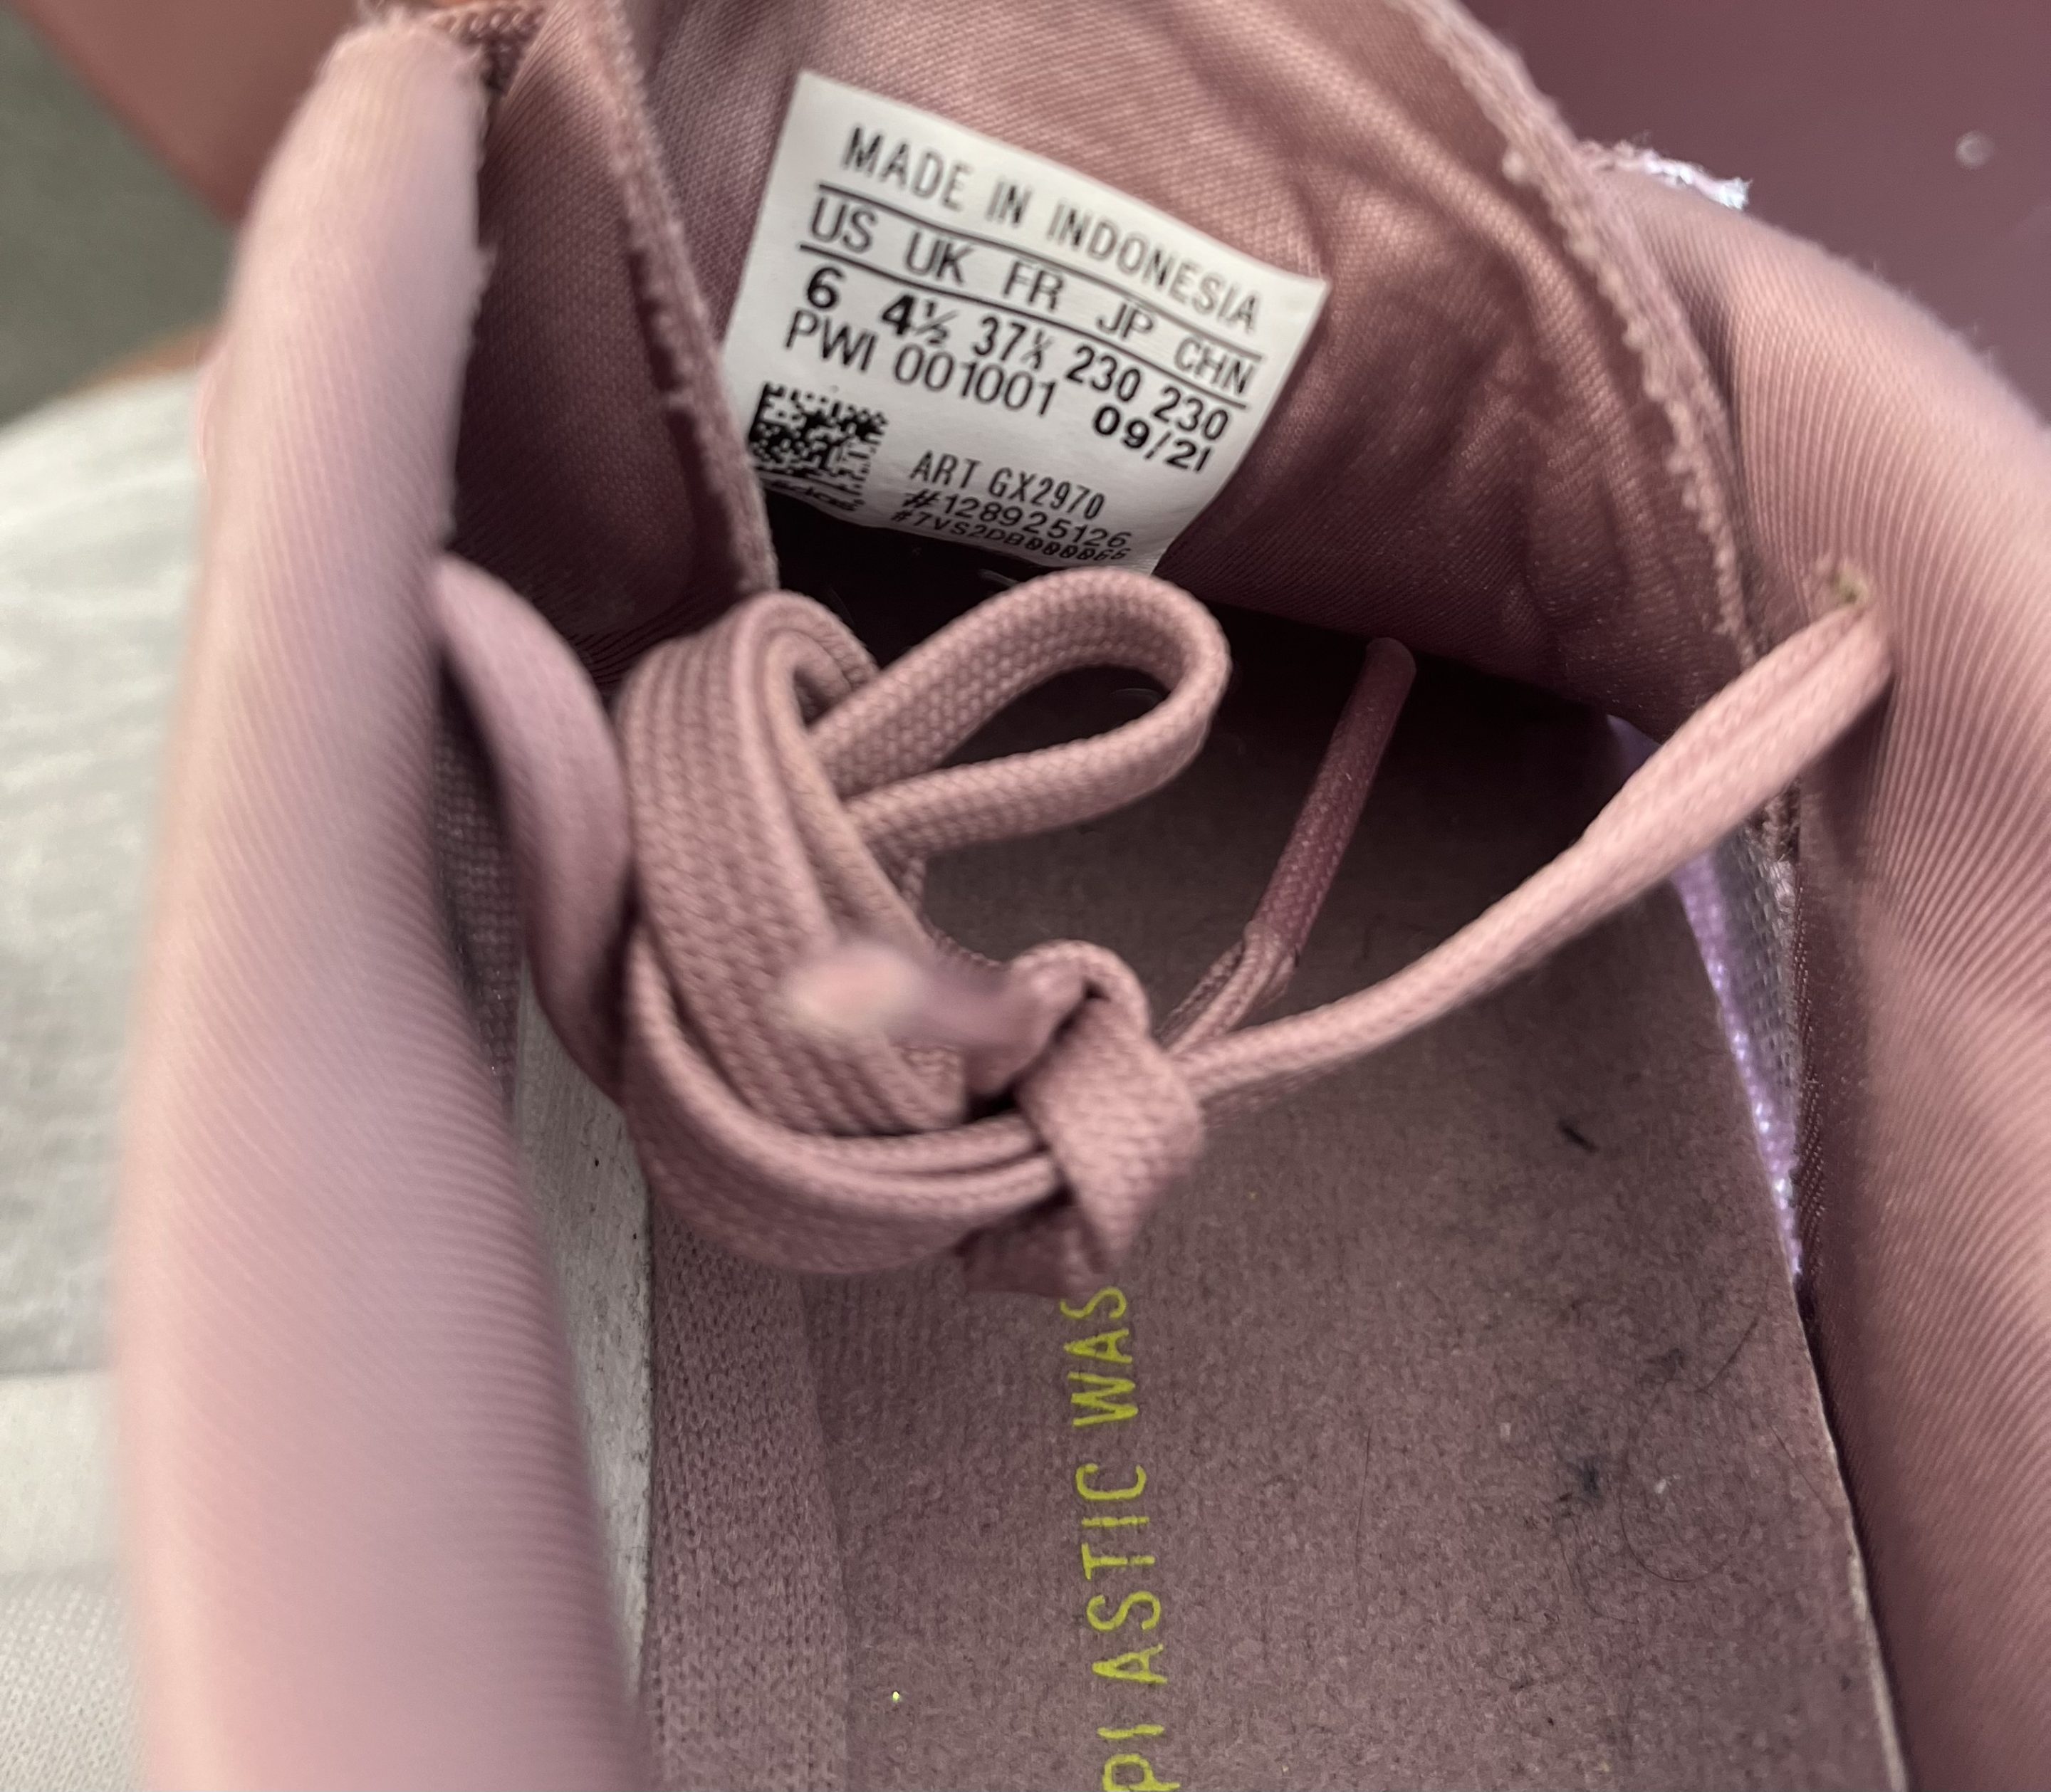 MADE IN INDONESIA
US UK FR JP CHN
6 4½ 37⅓ 230 230
PWI 001001 09/21
ART GX2970
#128925126
#7VS2DB000065
PLASTIC WAS